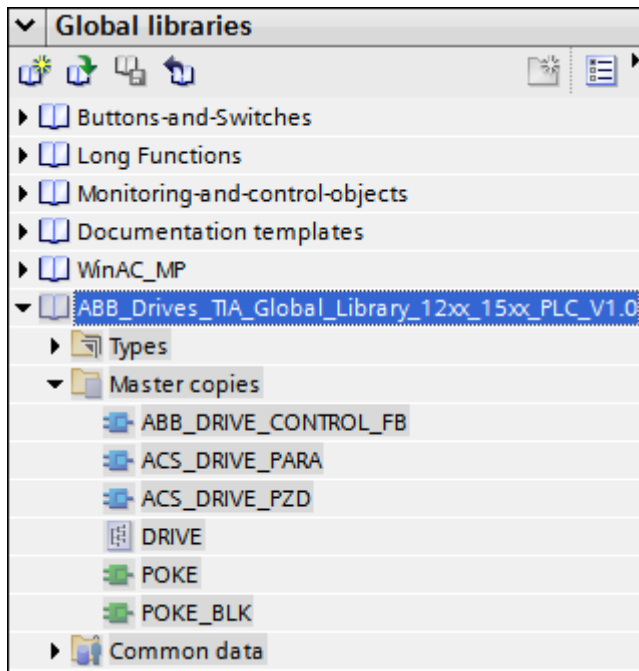 Global libraries
Buttons-and-Switches
Long Functions
Monitoring-and-control-objects
Documentation templates
WinAC_MP
ABB_Drives_TIA_Global_Library_12xx_15xx_PLC_V1.0
Types
Master copies
ABB_DRIVE_CONTROL_FB
ACS_DRIVE_PARA
ACS_DRIVE_PZD
DRIVE
POKE
POKE_BLK
Common data